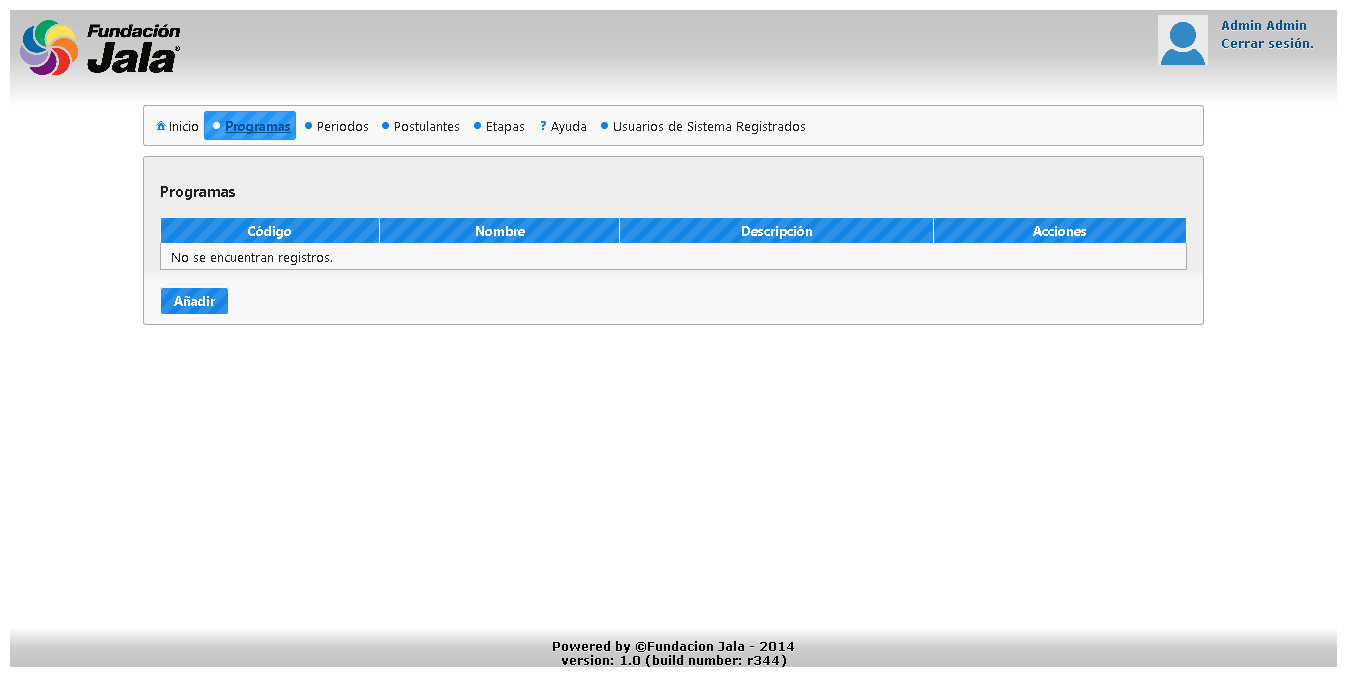 Fundación
Jala®
Admin Admin
Cerrar sesión.
Inicio Programas Periodos Postulantes Etapas ? Ayuda Usuarios de Sistema Registrados
Programas
Código Nombre Descripción Acciones
No se encuentran registros.
Añadir
Powered by ©Fundacion Jala - 2014
version: 1.0 (build number: r344)